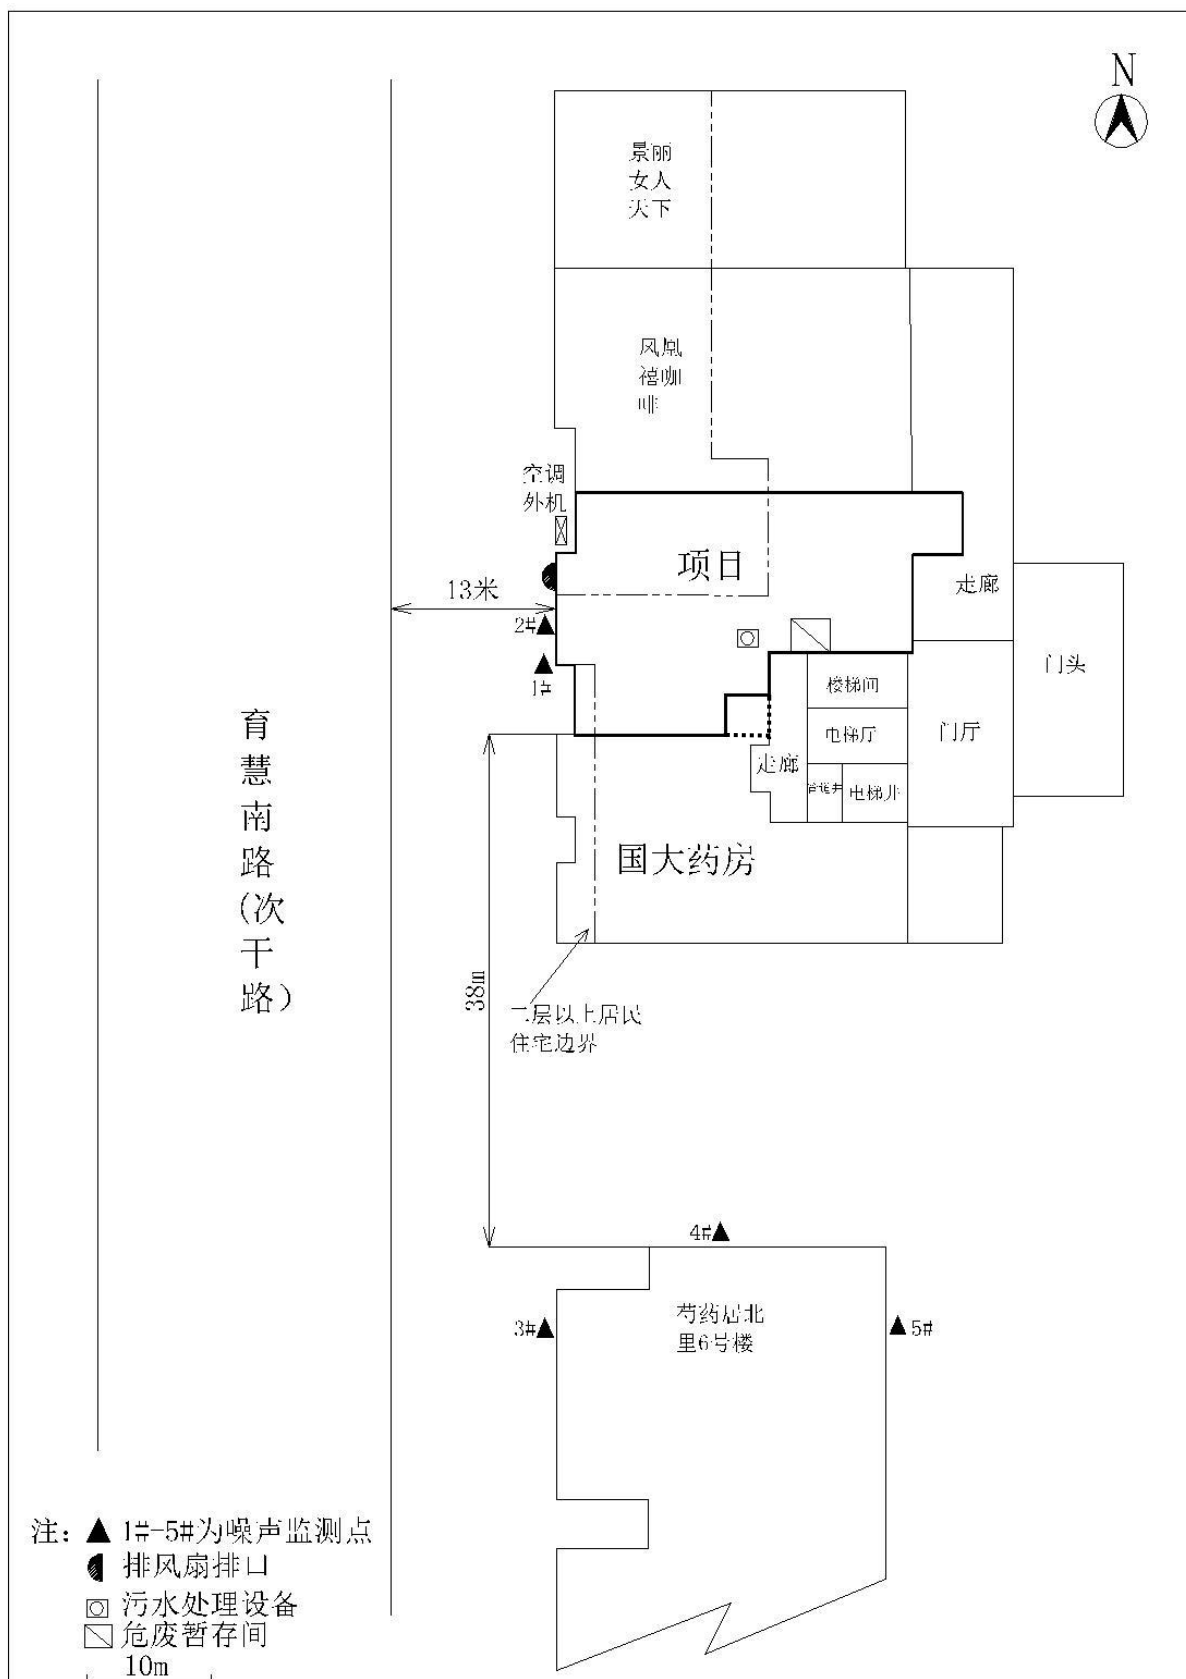 N
景丽
女人
天下
凤凰
禧咖
啡
空调
外机
项目
13米
走廊
2#
1#
门头
楼梯间
电梯厅
门厅
走廊
管道井
电梯井
育
慧
南
路
(次
干
路)
国大药房
38m
二层以上居民
住宅边界
4#
3#
芍药居北
里6号楼
5#
注: ▲ 1#-5#为噪声监测点
排风扇排口
污水处理设备
危废暂存间
10m